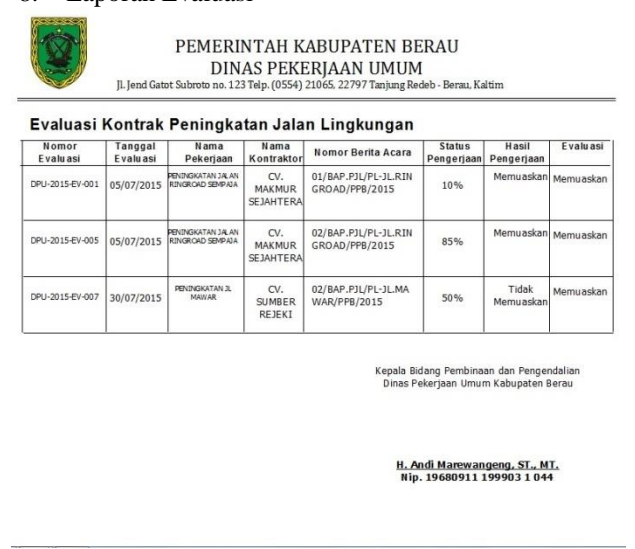 8. Laporan Evaluasi
PEMERINTAH KABUPATEN BERAU
DINAS PEKERJAAN UMUM
Jl. Jend Gatot Subroto no. 123 Telp. (0554) 21065, 22797 Tanjung Redeb - Berau, Kaltim
Evaluasi Kontrak Peningkatan Jalan Lingkungan
Nomor Evaluasi Tanggal Evaluasi Nama Pekerjaan Nama Kontraktor Nomor Berita Acara Status Pengerjaan Hasil Pengerjaan Evaluasi
DPU-2015-EV-001 05/07/2015 PENINGKATAN JALAN RINGROAD SEMPAJA CV. MAKMUR SEJAHTERA 01/BAP.PJL/PL-JL.RINGROAD/PPB/2015 10% Memuaskan Memuaskan
DPU-2015-EV-005 05/07/2015 PENINGKATAN JALAN RINGROAD SEMPAJA CV. MAKMUR SEJAHTERA 02/BAP.PJL/PL-JL.RINGROAD/PPB/2015 85% Memuaskan Memuaskan
DPU-2015-EV-007 30/07/2015 PENINGKATAN JL MAWAR CV. SUMBER REJEKI 02/BAP.PJL/PL-JL.MAWAR/PPB/2015 50% Tidak Memuaskan Memuaskan
Kepala Bidang Pembinaan dan Pengendalian
Dinas Pekerjaan Umum Kabupaten Berau
H. Andi Marewangeng, ST., MT.
Nip. 19680911 199903 1 044